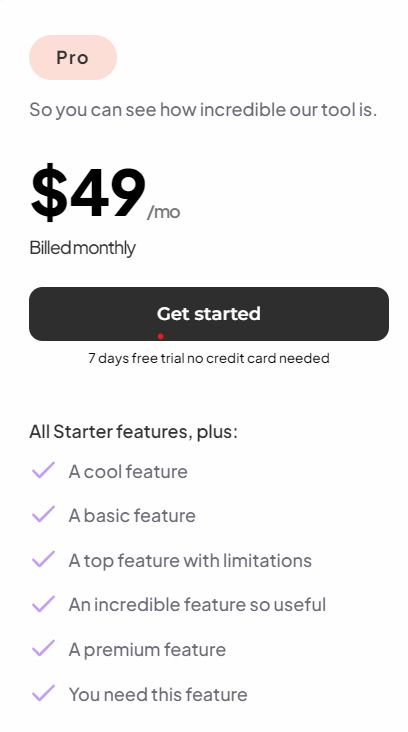 Pro
So you can see how incredible our tool is.
$49 /mo
Billed monthly
Get started
7 days free trial no credit card needed
All Starter features, plus:
A cool feature
A basic feature
A top feature with limitations
An incredible feature so useful
A premium feature
You need this feature